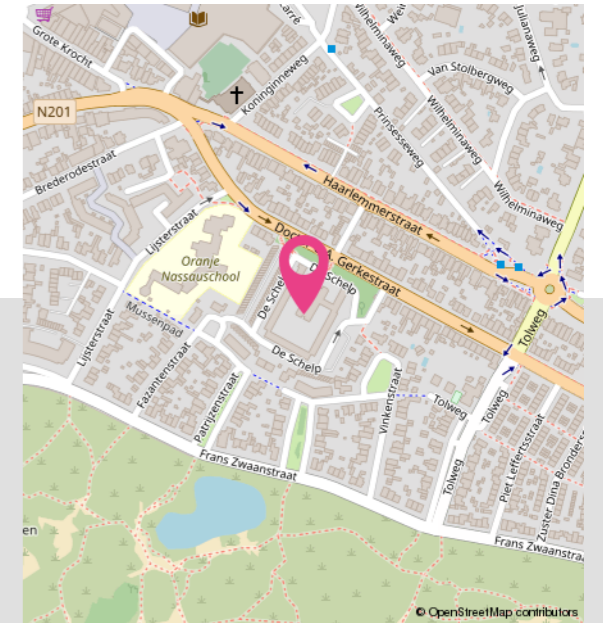 Grote Krocht
N201
Koninginneweg
Wilhelminaweg
Julianaweg
Van Stolbergweg
Prinsesseweg
Wilhelminaweg
Wilhelminaweg
Brederodestraat
Haarlemmerstraat
Lijsterstraat
Oranje
Nassauschool
De Schelp
De Schelp
Mussenpad
Lijsterstraat
Fazantenstraat
Patrijzenstraat
De Schelp
Vinkenstraat
Tolweg
Tolweg
Tolweg
Tolweg
Piet Leffertsstraat
Frans Zwaanstraat
Frans Zwaanstraa
en
© OpenStreetMap contributors